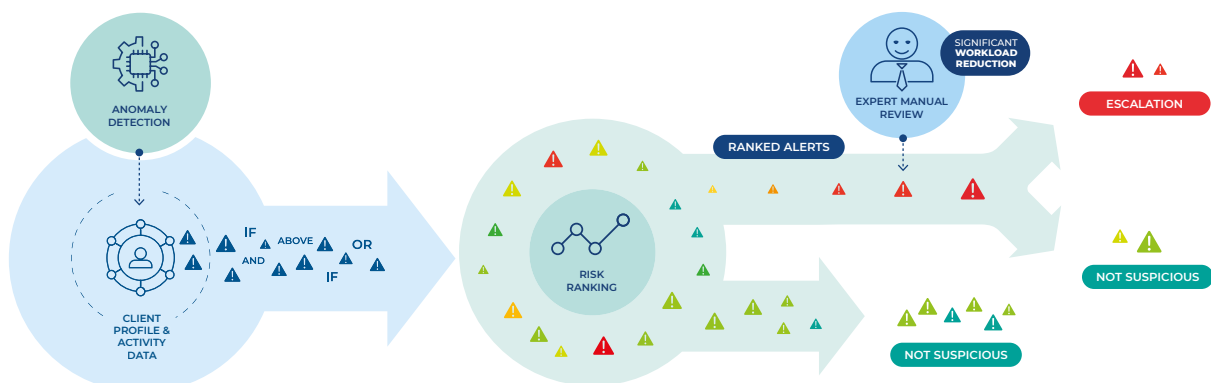 ANOMALY
DETECTION
CLIENT
PROFILE &
ACTIVITY
DATA
IF
ABOVE
OR
AND
IF
RISK
RANKING
RANKED ALERTS
EXPERT MANUAL
REVIEW
SIGNIFICANT
WORKLOAD
REDUCTION
ESCALATION
NOT SUSPICIOUS
NOT SUSPICIOUS